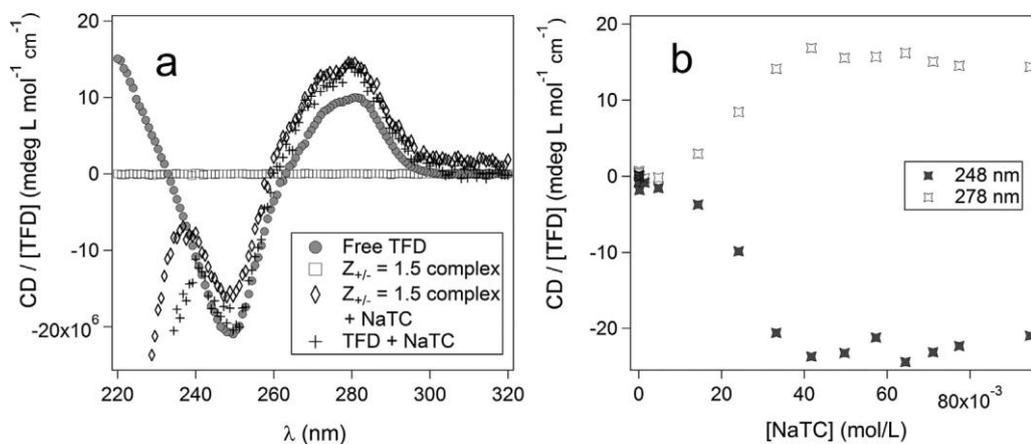 a
CD / [TFD] (mdeg L mol⁻¹ cm⁻¹)
20
10
0
-10
-20x10⁶
220 240 260 280 300 320
λ (nm)
Free TFD
Z₊/₋ = 1.5 complex
Z₊/₋ = 1.5 complex
+ NaTC
TFD + NaTC
b
CD / [TFD] (mdeg L mol⁻¹ cm⁻¹)
20
10
0
-10
-20
248 nm
278 nm
0 20 40 60 80x10⁻³
[NaTC] (mol/L)